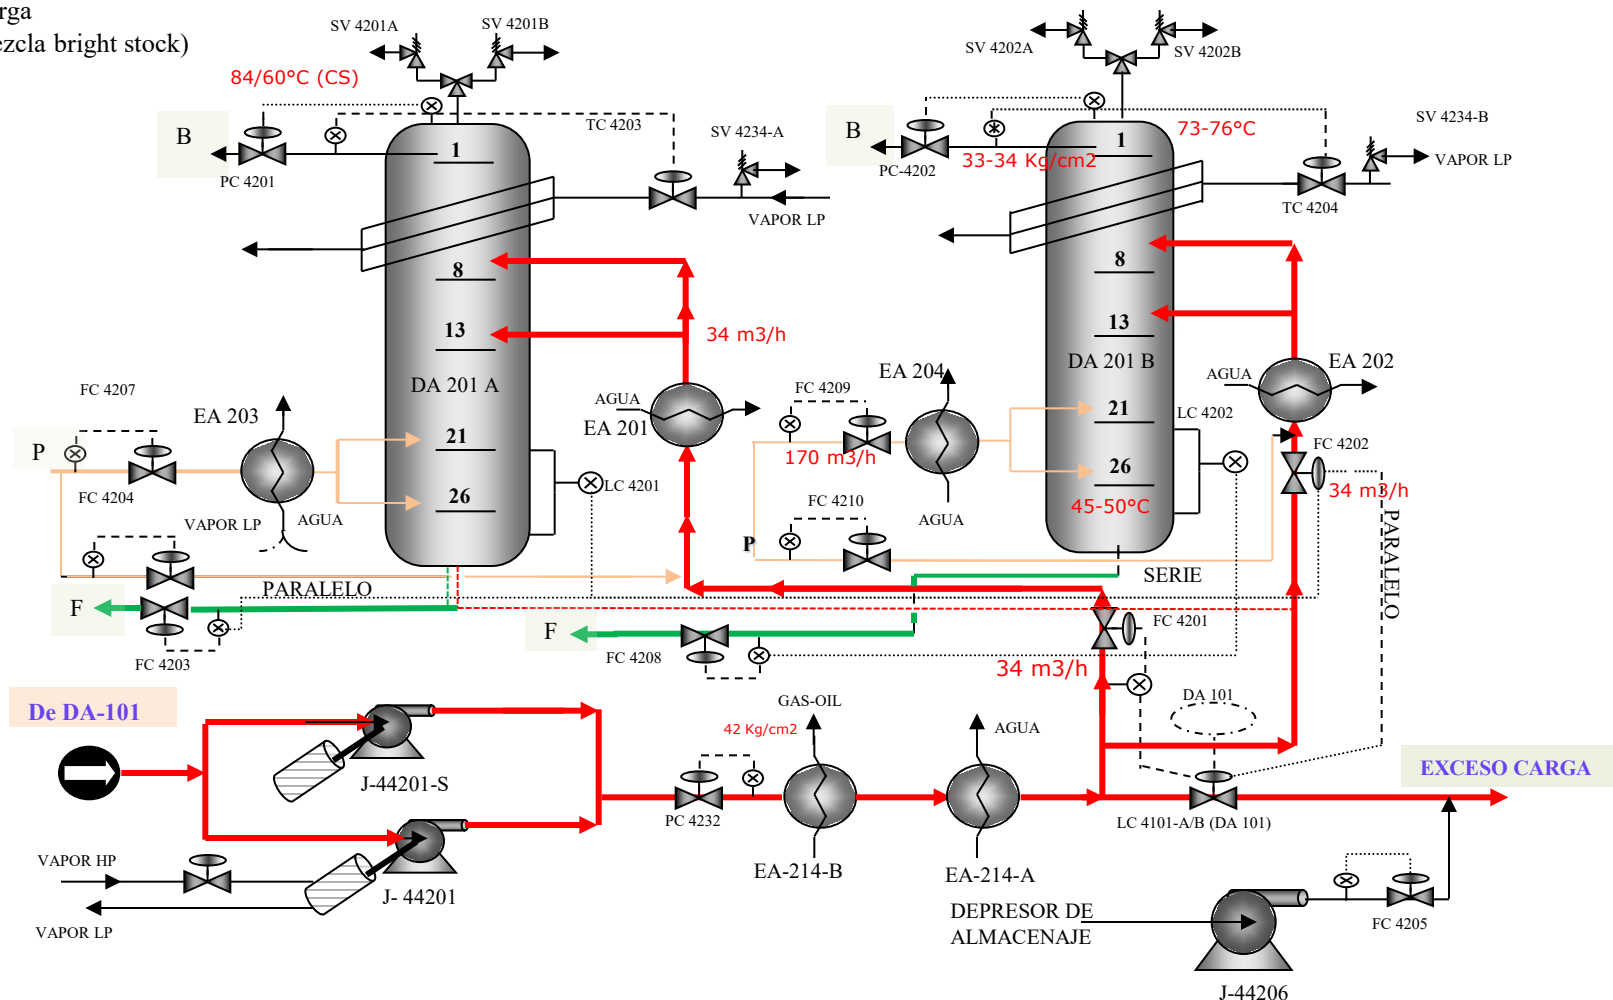 rga
ezcla bright stock)
SV 4201A
SV 4201B
84/60°C (CS)
B
PC 4201
TC 4203
SV 4234-A
VAPOR LP
1
8
13
DA 201 A
21
26
SV 4202A
SV 4202B
B
PC-4202
33-34 Kg/cm2
73-76°C
SV 4234-B
VAPOR LP
TC 4204
1
8
13
DA 201 B
21
26
45-50°C
34 m3/h
AGUA
EA 201
FC 4207
EA 203
P
FC 4204
VAPOR LP
AGUA
LC 4201
EA 204
FC 4209
170 m3/h
FC 4210
AGUA
P
AGUA
EA 202
LC 4202
FC 4202
34 m3/h
PARALELO
PARALELO
SERIE
F
FC 4203
F
FC 4208
FC 4201
34 m3/h
De DA-101
J-44201-S
J- 44201
VAPOR HP
VAPOR LP
42 Kg/cm2
PC 4232
GAS-OIL
EA-214-B
AGUA
EA-214-A
DA 101
LC 4101-A/B (DA 101)
EXCESO CARGA
DEPRESOR DE
ALMACENAJE
FC 4205
J-44206